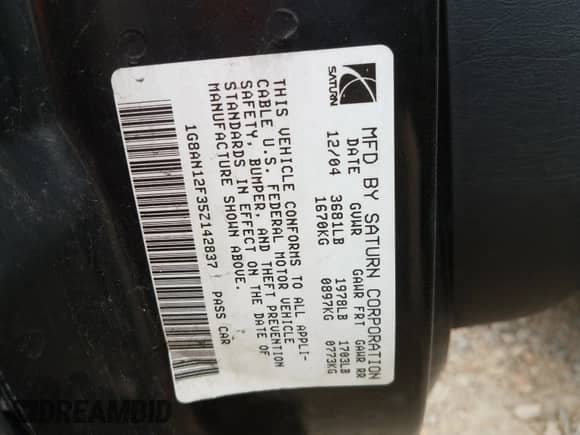 SATURN
MFD BY SATURN CORPORATION
DATE GVWR GAWR FRT GAWR RR
12/04 3681LB 1978LB 1703LB
1670KG 0897KG 0773KG
THIS VEHICLE CONFORMS TO ALL APPLI-
CABLE U.S. FEDERAL MOTOR VEHICLE
SAFETY, BUMPER, AND THEFT PREVENTION
STANDARDS IN EFFECT ON THE DATE OF
MANUFACTURE SHOWN ABOVE.
1G8AN12F35Z142837 PASS CAR
DREAMBID